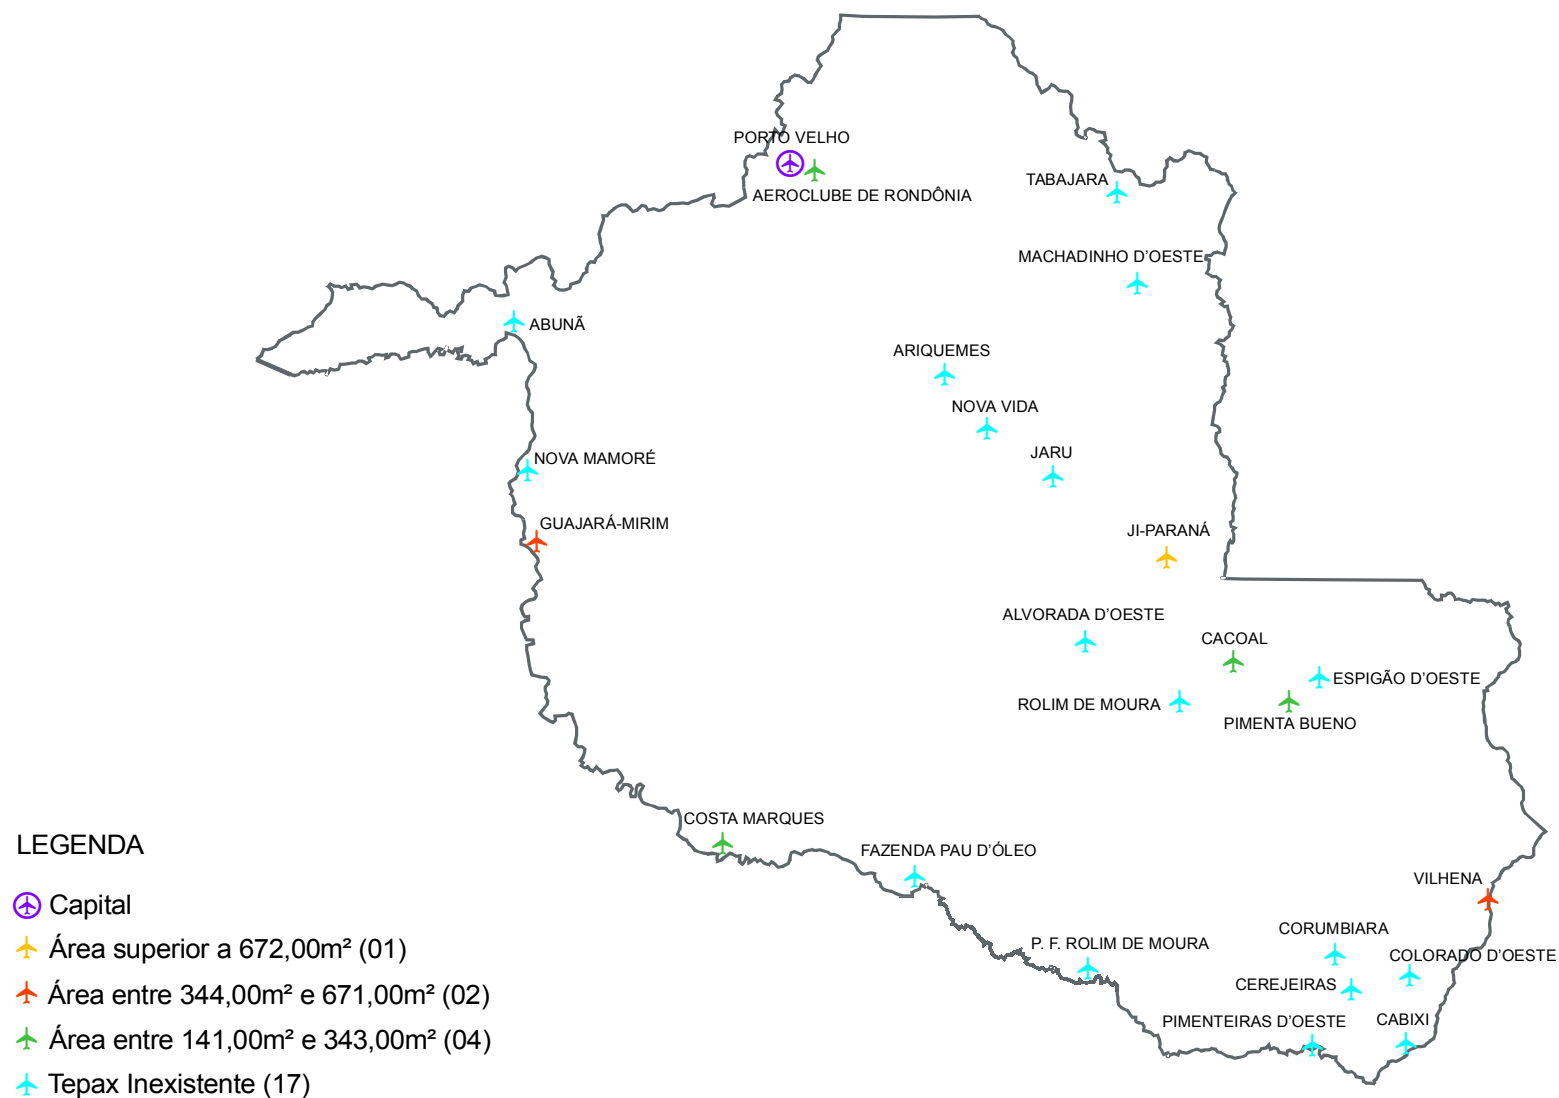 PORTO VELHO
AEROCLUBE DE RONDÔNIA
TABAJARA
MACHADINHO D’OESTE
ABUNÃ
ARIQUEMES
NOVA VIDA
JARU
NOVA MAMORÉ
GUAJARÁ-MIRIM
JI-PARANÁ
ALVORADA D’OESTE
CACOAL
ESPIGÃO D’OESTE
ROLIM DE MOURA
PIMENTA BUENO
COSTA MARQUES
FAZENDA PAU D’ÓLEO
VILHENA
CORUMBIARA
P. F. ROLIM DE MOURA
COLORADO D’OESTE
CEREJEIRAS
PIMENTEIRAS D’OESTE
CABIXI
LEGENDA
Capital
Área superior a 672,00m² (01)
Área entre 344,00m² e 671,00m² (02)
Área entre 141,00m² e 343,00m² (04)
Tepax Inexistente (17)